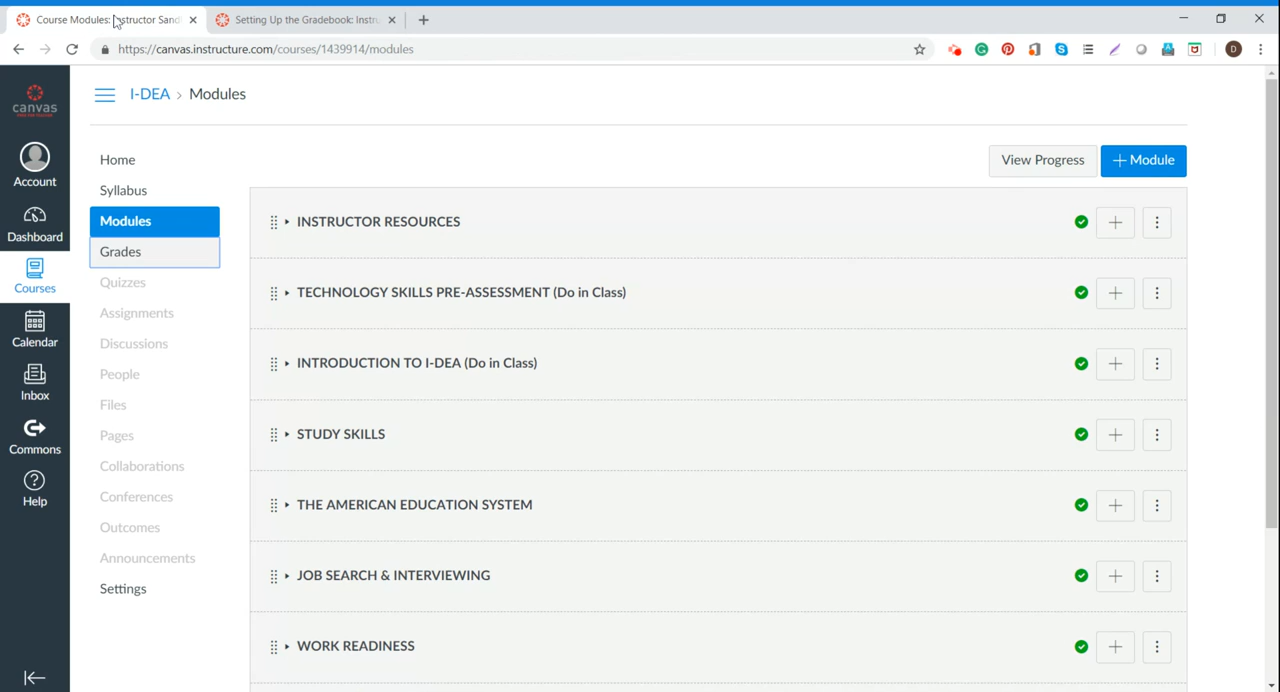 Course Modules: Instructor Sand
Setting Up the Gradebook: Instru
https://canvas.instructure.com/courses/1439914/modules
D
canvas
I-DEA > Modules
Account
Dashboard
Courses
Calendar
Inbox
Commons
Help
Home
Syllabus
Modules
Grades
Quizzes
Assignments
Discussions
People
Files
Pages
Collaborations
Conferences
Outcomes
Announcements
Settings
View Progress
+ Module
INSTRUCTOR RESOURCES
TECHNOLOGY SKILLS PRE-ASSESSMENT (Do in Class)
INTRODUCTION TO I-DEA (Do in Class)
STUDY SKILLS
THE AMERICAN EDUCATION SYSTEM
JOB SEARCH & INTERVIEWING
WORK READINESS